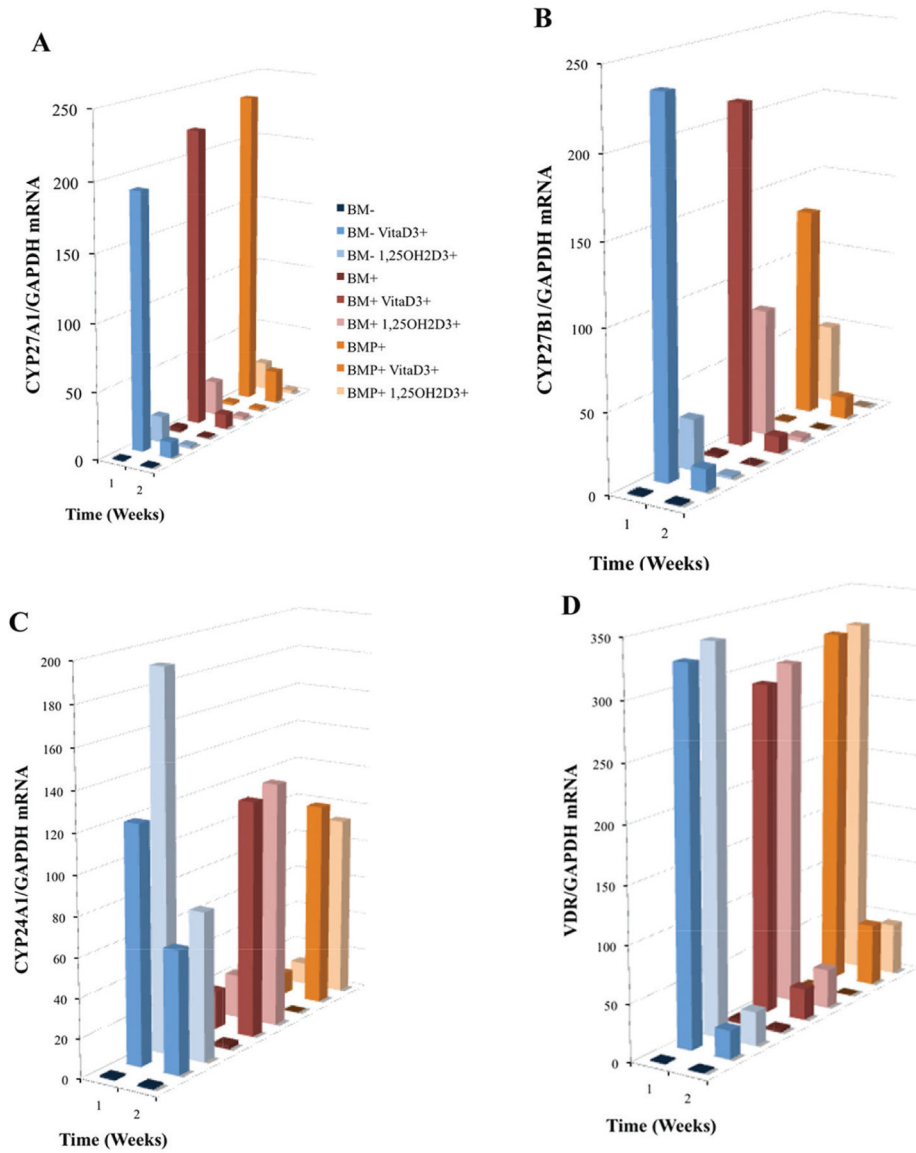 A
CYP27A1/GAPDH mRNA
250
200
150
100
50
0
1
2
Time (Weeks)
BM-
BM- VitaD3+
BM- 1,25OH2D3+
BM+
BM+ VitaD3+
BM+ 1,25OH2D3+
BMP+
BMP+ VitaD3+
BMP+ 1,25OH2D3+
B
CYP27B1/GAPDH mRNA
250
200
150
100
50
0
1
2
Time (Weeks)
C
CYP24A1/GAPDH mRNA
200
180
160
140
120
100
80
60
40
20
0
1
2
Time (Weeks)
D
VDR/GAPDH mRNA
350
300
250
200
150
100
50
0
1
2
Time (Weeks)